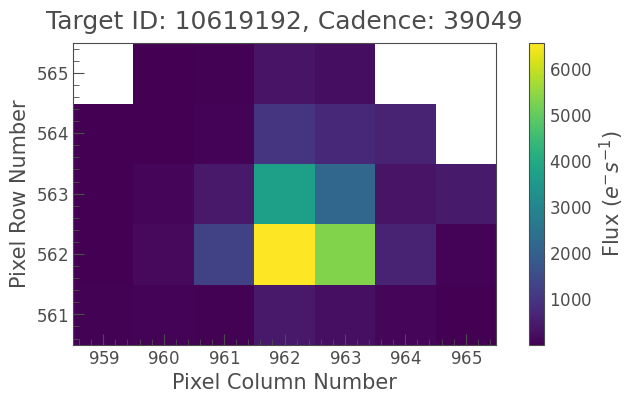 Target ID: 10619192, Cadence: 39049
Pixel Row Number
565
564
563
562
561
959 960 961 962 963 964 965
Pixel Column Number
6000
5000
4000
3000
2000
1000
Flux (e⁻s⁻¹)